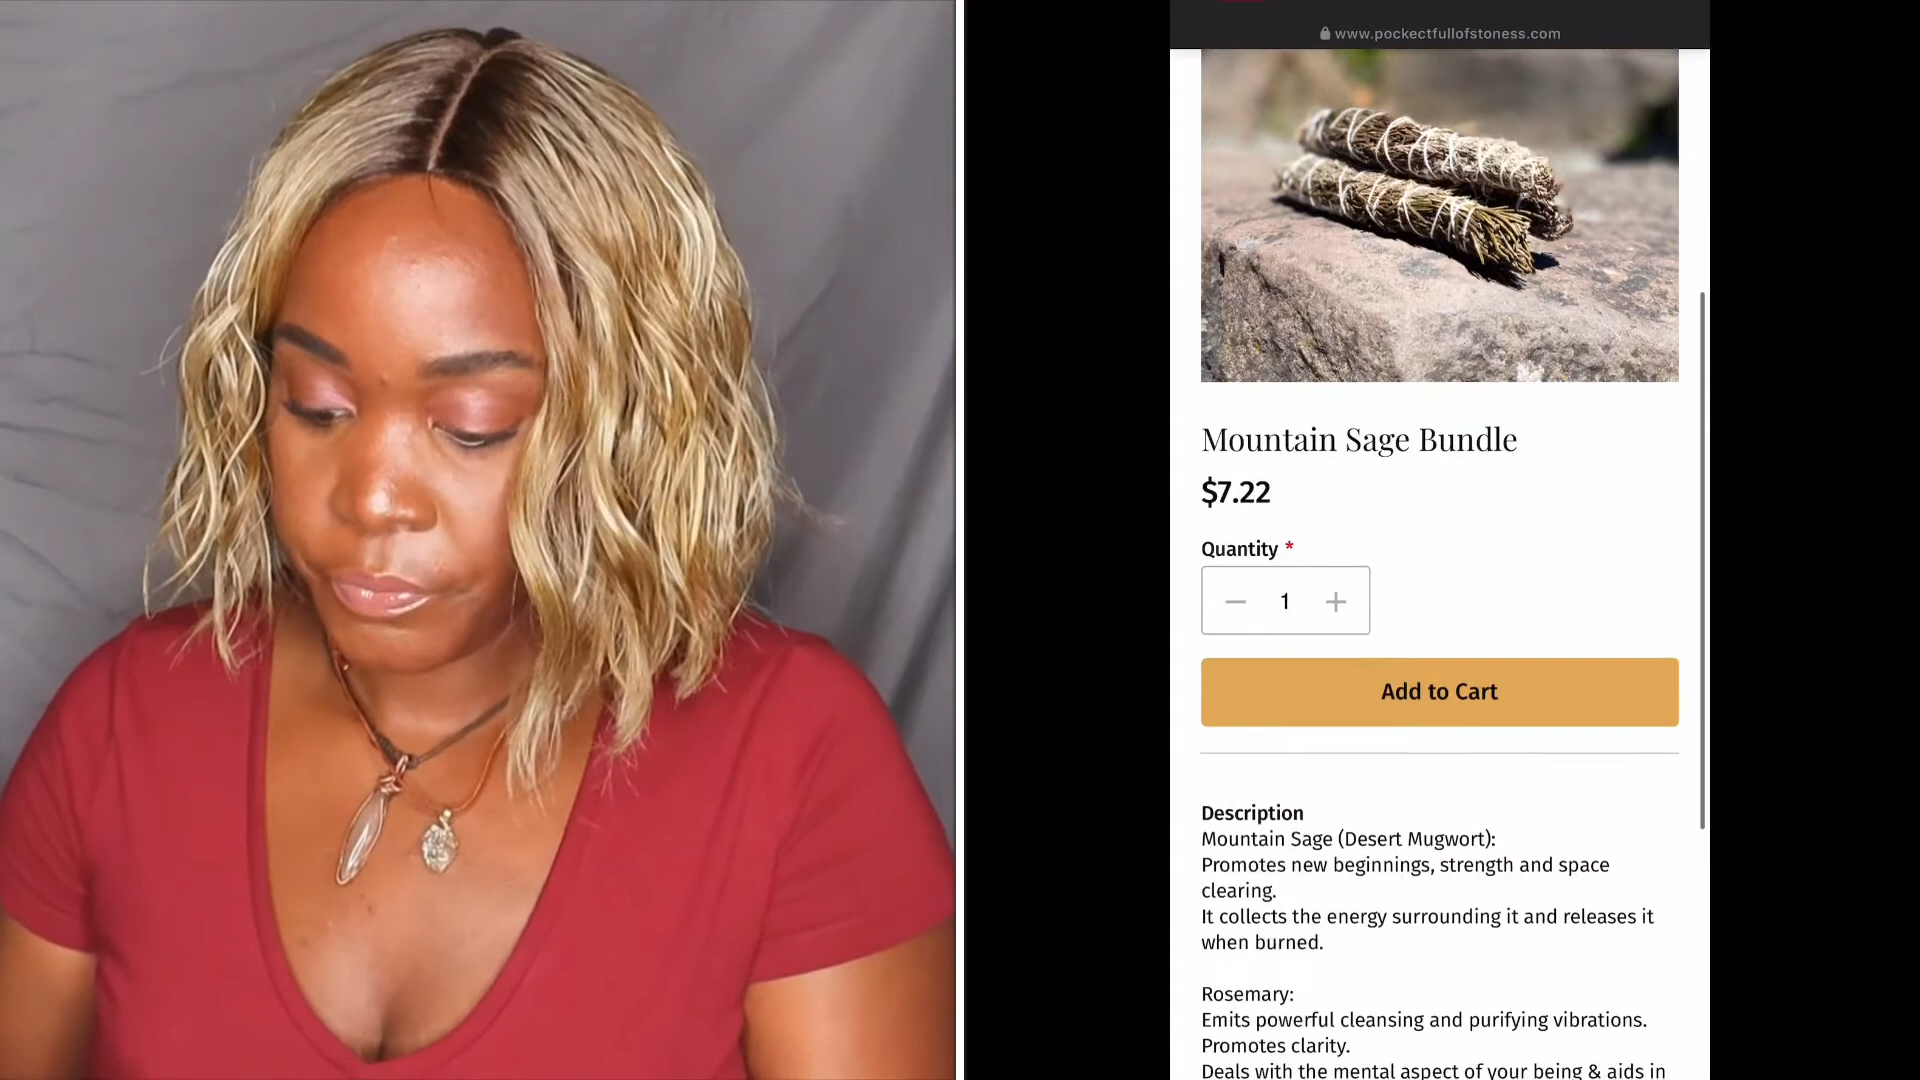 www.pockectfullofstoness.com
Mountain Sage Bundle
$7.22
Quantity *
1
Add to Cart
Description
Mountain Sage (Desert Mugwort):
Promotes new beginnings, strength and space
clearing.
It collects the energy surrounding it and releases it
when burned.
Rosemary:
Emits powerful cleansing and purifying vibrations.
Promotes clarity.
Deals with the mental aspect of your being & aids in